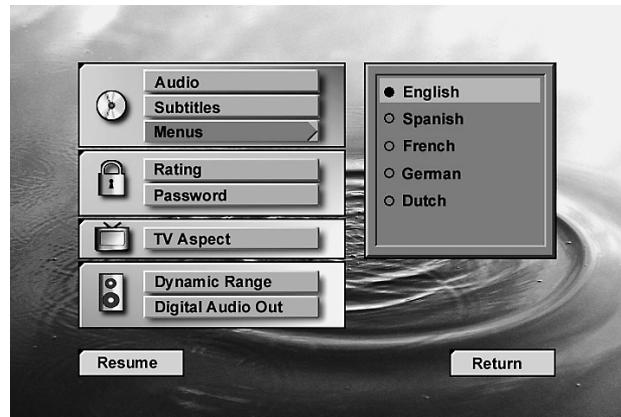 Audio
Subtitles
Menus
Rating
Password
TV Aspect
Dynamic Range
Digital Audio Out
English
Spanish
French
German
Dutch
Resume
Return